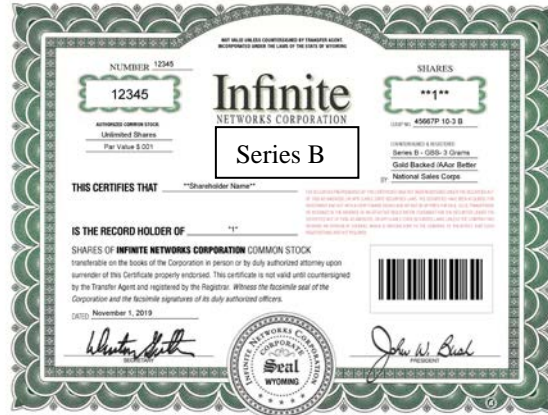 NOT VALID UNLESS COUNTERSIGNED BY TRANSFER AGENT.
INCORPORATED UNDER THE LAWS OF THE STATE OF WYOMING
NUMBER 12345
12345
AUTHORIZED COMMON STOCK:
Unlimited Shares
Par Value $.001
Infinite
NETWORKS CORPORATION
Series B
SHARES
**1**
CUSIP NO. 45667P 10-3 B
COUNTERSIGNED & REGISTERED
Series B - GBS- 3 Grams
Gold Backed /AAor Better
BY National Sales Corps
THIS CERTIFIES THAT **Shareholder Name**
IS THE RECORD HOLDER OF *1*
SHARES OF INFINITE NETWORKS CORPORATION COMMON STOCK
transferable on the books of the Corporation in person or by duly authorized attorney upon
surrender of this Certificate properly endorsed. This certificate is not valid until countersigned
by the Transfer Agent and registered by the Registrar. Witness the facsimile seal of the
Corporation and the facsimile signatures of its duly authorized officers.
DATED November 1, 2019
SECRETARY
INFINITE NETWORKS CORPORATION
CORPORATE
Seal
WYOMING
John W. Bush
PRESIDENT